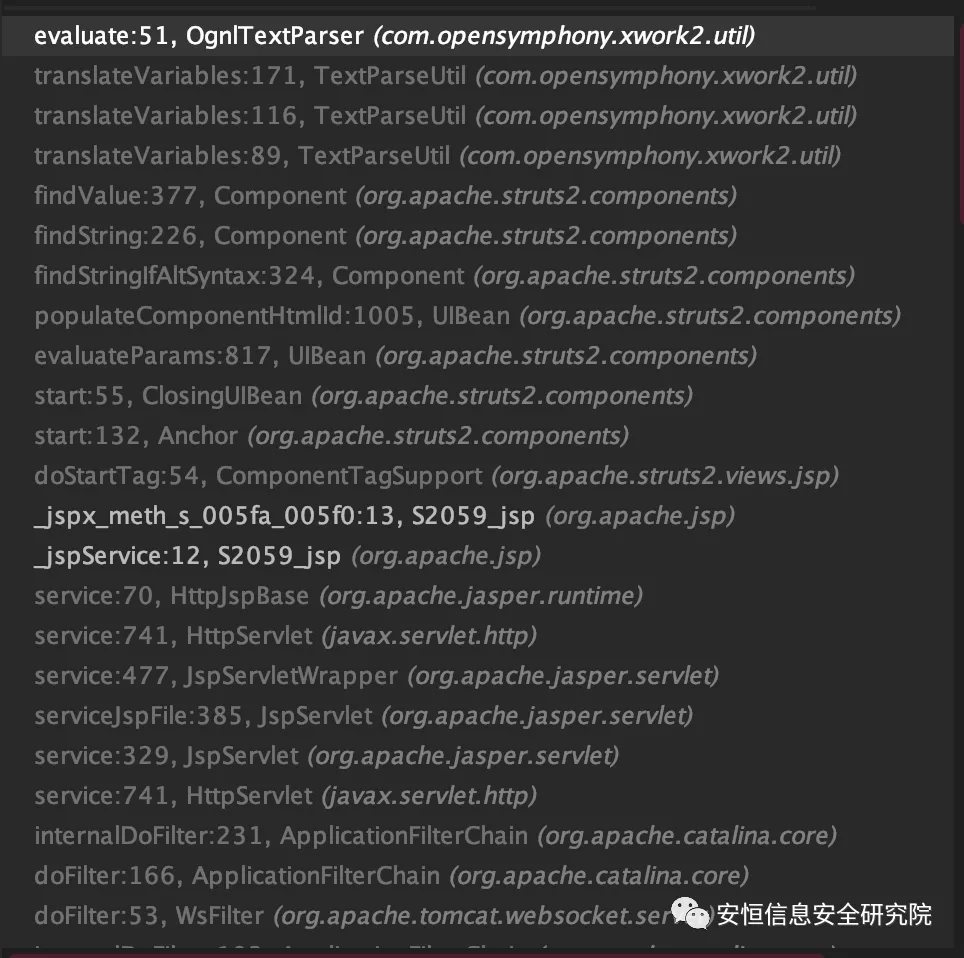 evaluate:51, OgnlTextParser (com.opensymphony.xwork2.util)
translateVariables:171, TextParseUtil (com.opensymphony.xwork2.util)
translateVariables:116, TextParseUtil (com.opensymphony.xwork2.util)
translateVariables:89, TextParseUtil (com.opensymphony.xwork2.util)
findValue:377, Component (org.apache.struts2.components)
findString:226, Component (org.apache.struts2.components)
findStringIfAltSyntax:324, Component (org.apache.struts2.components)
populateComponentHtmlId:1005, UIBean (org.apache.struts2.components)
evaluateParams:817, UIBean (org.apache.struts2.components)
start:55, ClosingUIBean (org.apache.struts2.components)
start:132, Anchor (org.apache.struts2.components)
doStartTag:54, ComponentTagSupport (org.apache.struts2.views.jsp)
_jspx_meth_s_005fa_005f0:13, S2059_jsp (org.apache.jsp)
_jspService:12, S2059_jsp (org.apache.jsp)
service:70, HttpJspBase (org.apache.jasper.runtime)
service:741, HttpServlet (javax.servlet.http)
service:477, JspServletWrapper (org.apache.jasper.servlet)
serviceJspFile:385, JspServlet (org.apache.jasper.servlet)
service:329, JspServlet (org.apache.jasper.servlet)
service:741, HttpServlet (javax.servlet.http)
internalDoFilter:231, ApplicationFilterChain (org.apache.catalina.core)
doFilter:166, ApplicationFilterChain (org.apache.catalina.core)
doFilter:53, WsFilter (org.apache.tomcat.websocket.ser
安恒信息安全研究院